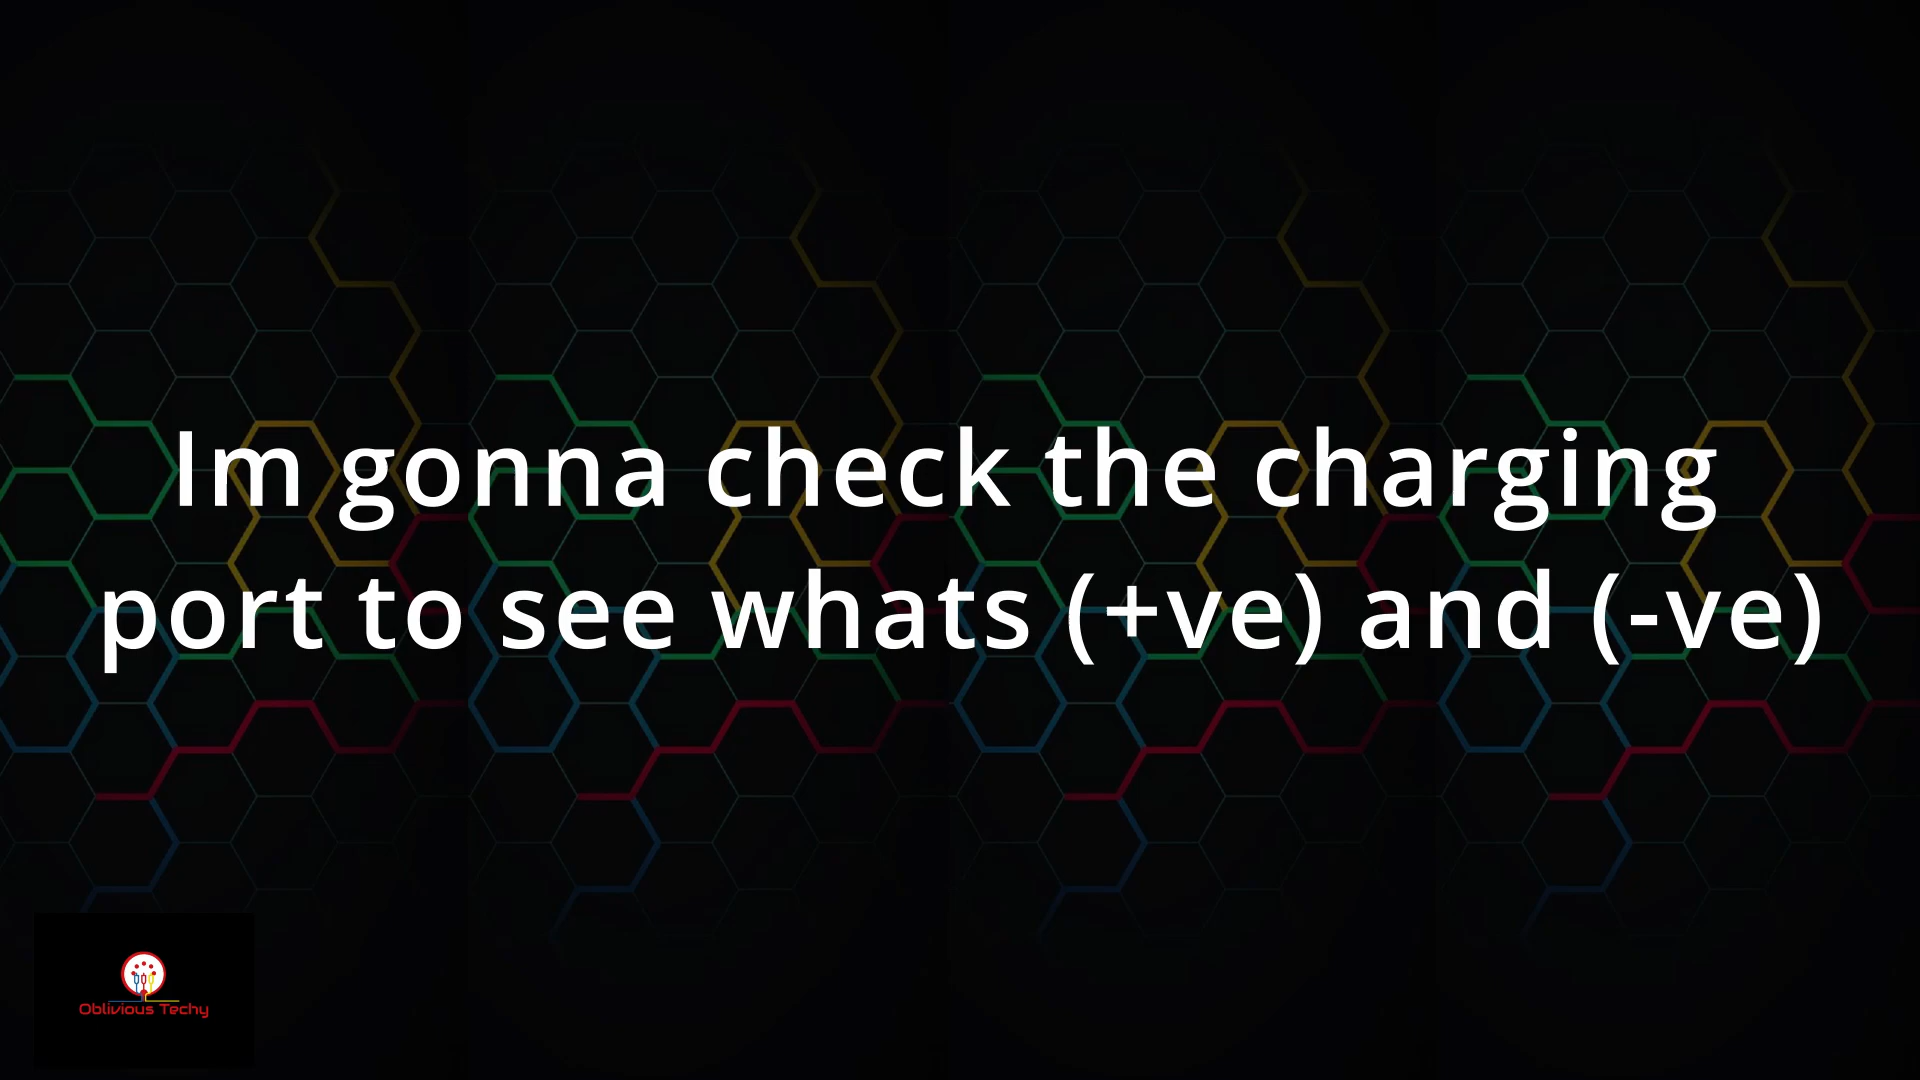 Im gonna check the charging
port to see whats (+ve) and (-ve)
Oblivious Techy